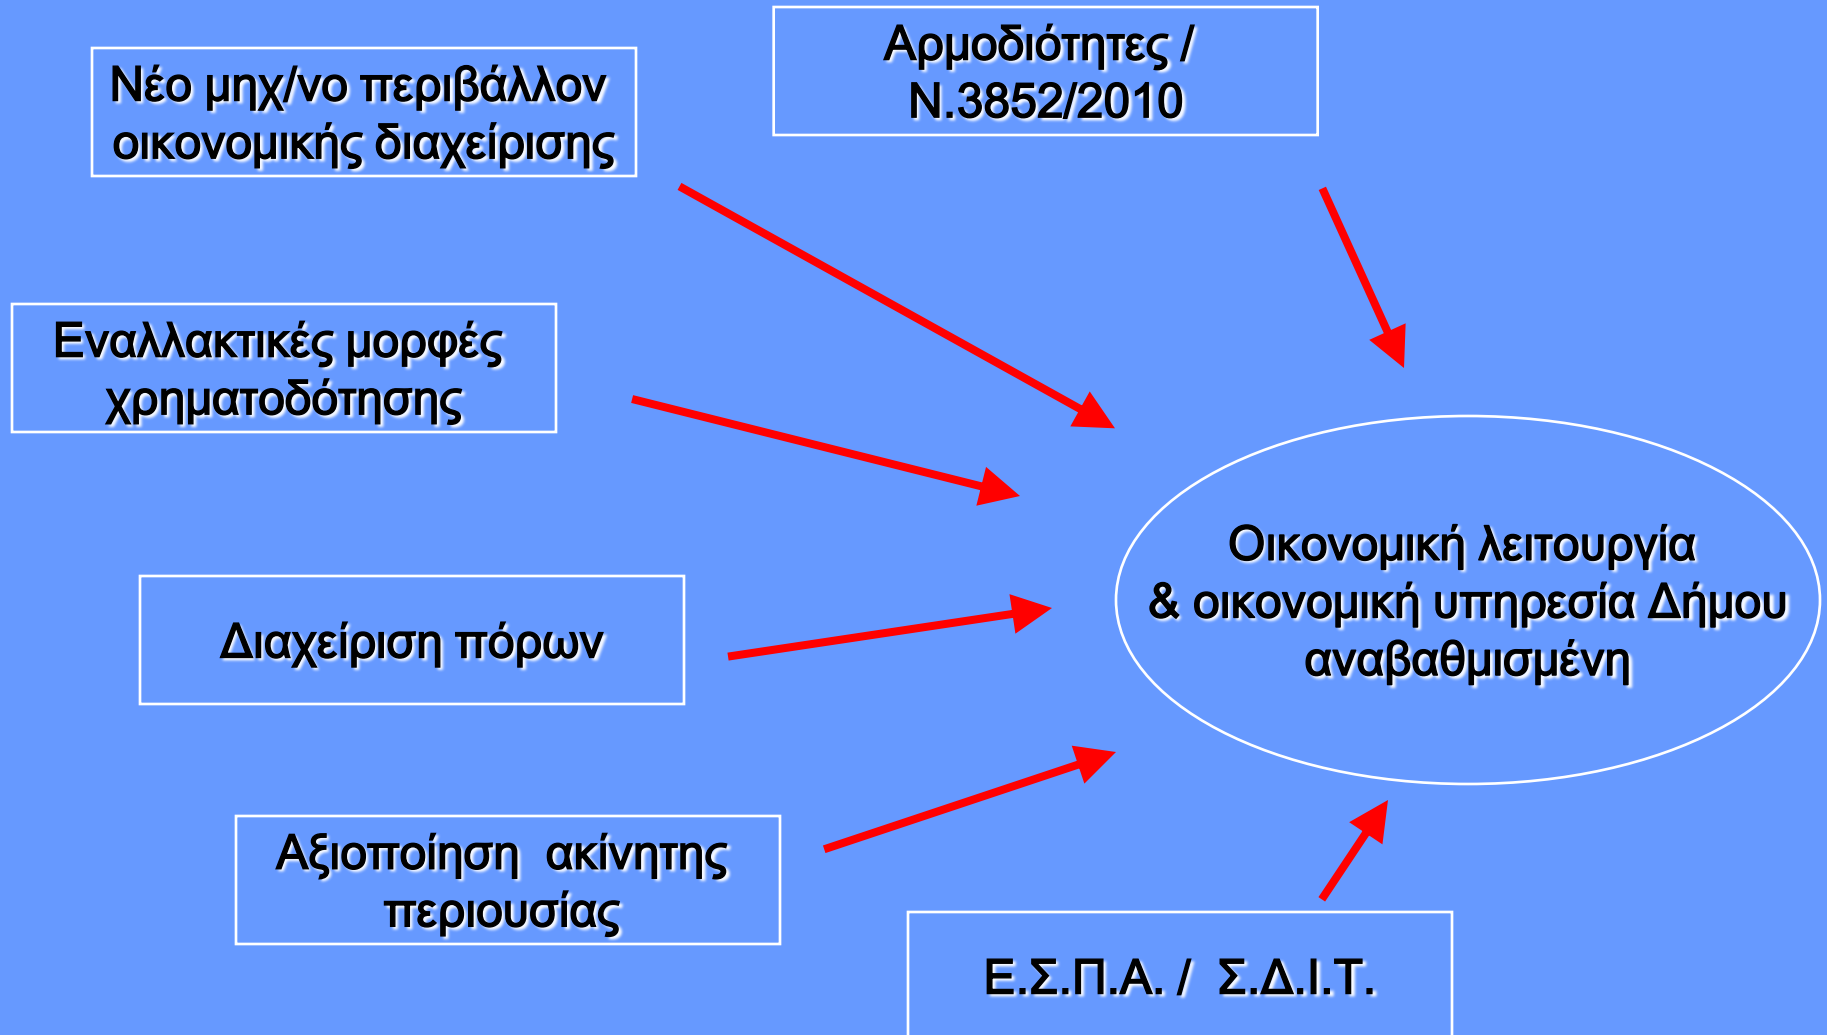 Αρμοδιότητες /
Ν.3852/2010
Νέο μηχ/νο περιβάλλον
οικονομικής διαχείρισης
Εναλλακτικές μορφές
χρηματοδότησης
Οικονομική λειτουργία
& οικονομική υπηρεσία Δήμου
αναβαθμισμένη
Διαχείριση πόρων
Αξιοποίηση ακίνητης
περιουσίας
Ε.Σ.Π.Α. / Σ.Δ.Ι.Τ.